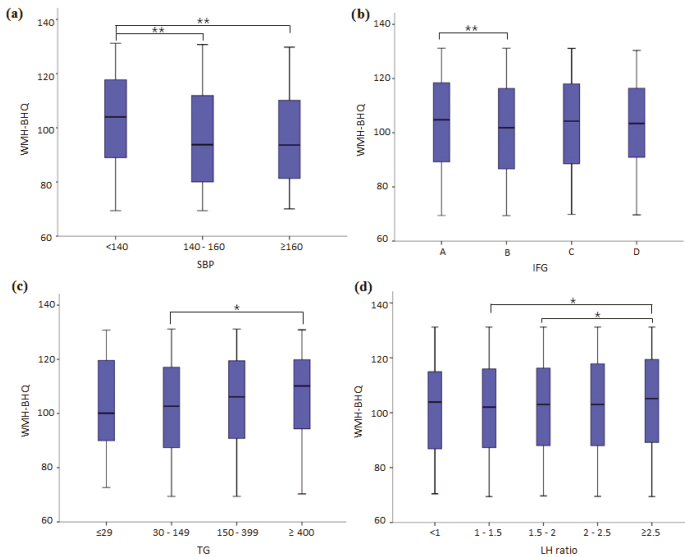 (a)
**
**
140
120
100
80
60
WMH-BHQ
<140
140 - 160
≥160
SBP
(b)
**
140
120
100
80
60
WMH-BHQ
A
B
C
D
IFG
(c)
*
140
120
100
80
60
WMH-BHQ
≤29
30 - 149
150 - 399
≥ 400
TG
(d)
*
*
140
120
100
80
60
WMH-BHQ
<1
1 - 1.5
1.5 - 2
2 - 2.5
≥2.5
LH ratio